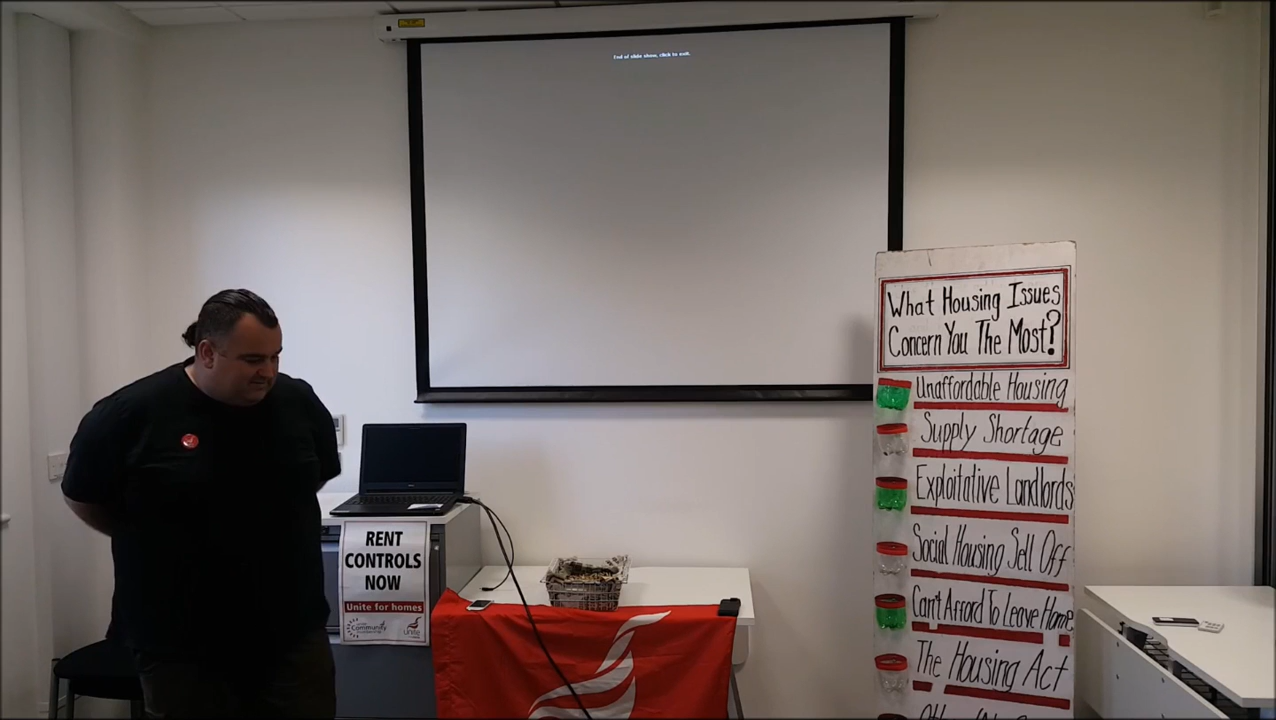 End of slide show, click to exit.
What Housing Issues
Concern You The Most?
Unaffordable Housing
Supply Shortage
Exploitative Landlords
Social Housing Sell Off
Can't Afford To Leave Home
The Housing Act
RENT
CONTROLS
NOW
Unite for homes
Community
unite